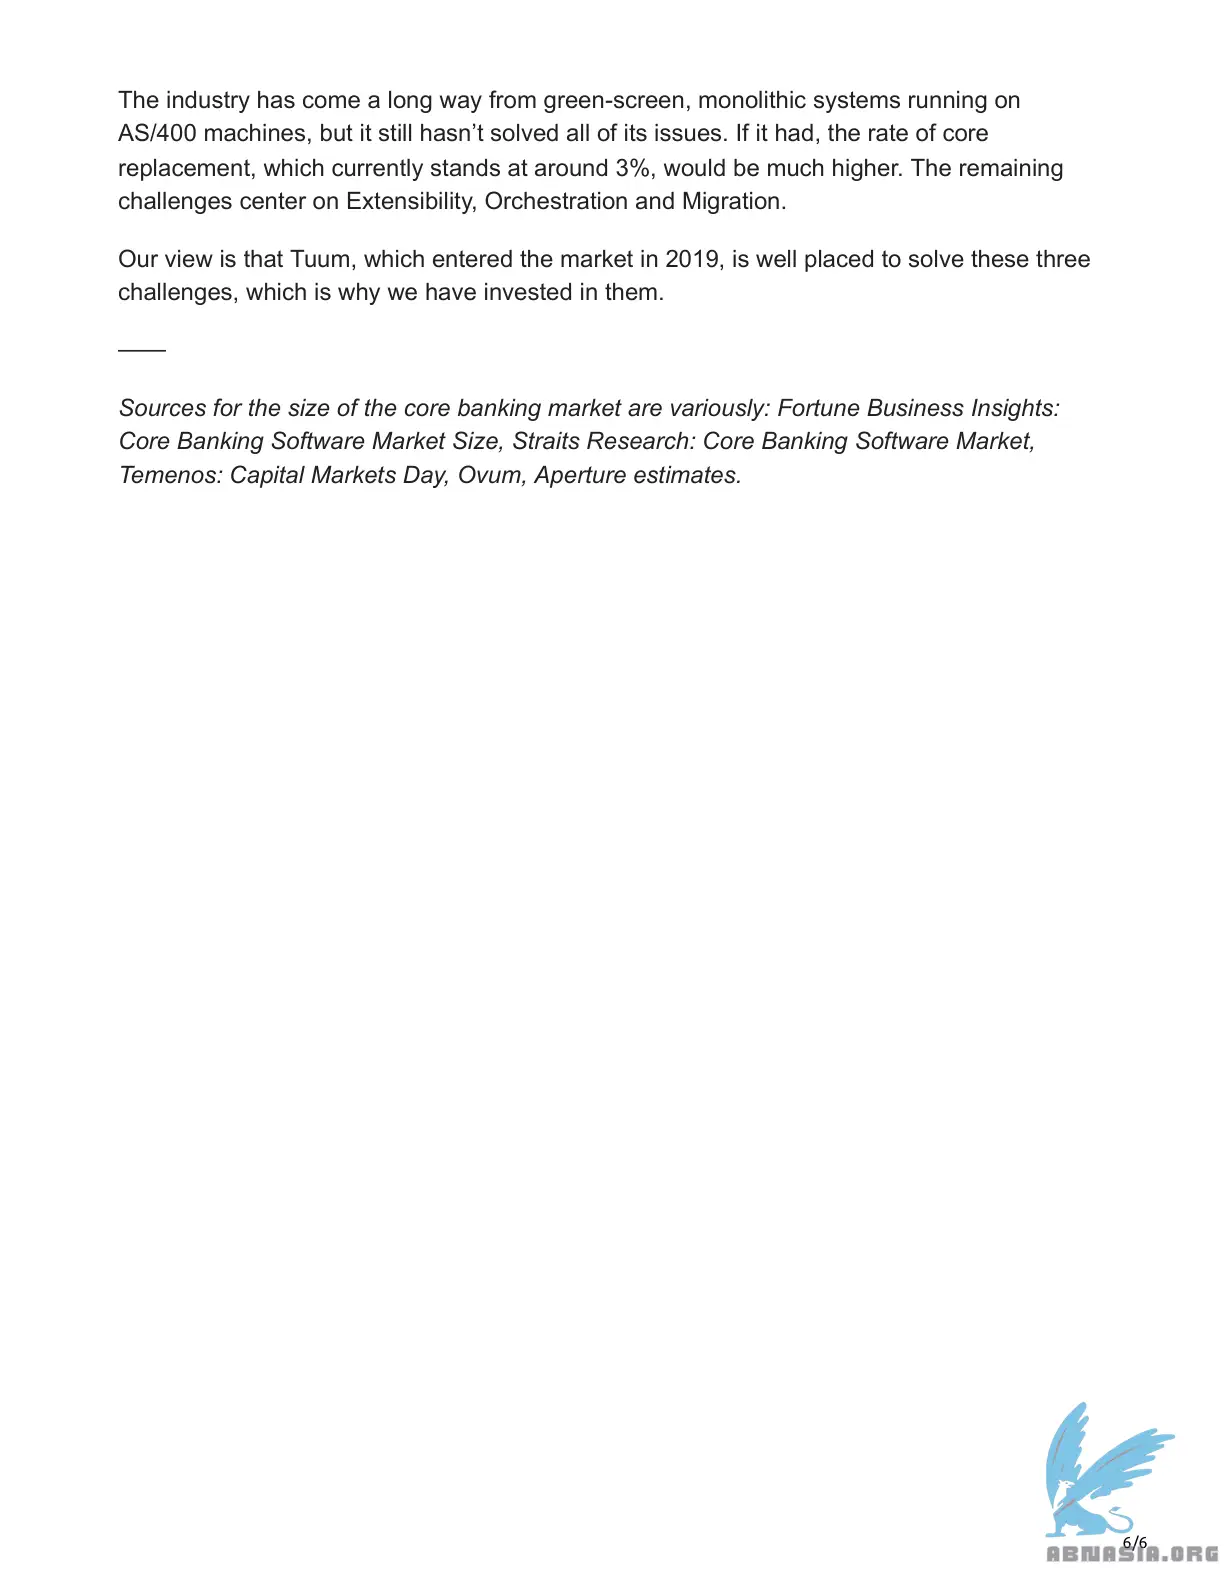 The industry has come a long way from green-screen, monolithic systems running on
AS/400 machines, but it still hasn’t solved all of its issues. If it had, the rate of core
replacement, which currently stands at around 3%, would be much higher. The remaining
challenges center on Extensibility, Orchestration and Migration.
Our view is that Tuum, which entered the market in 2019, is well placed to solve these three
challenges, which is why we have invested in them.
Sources for the size of the core banking market are variously: Fortune Business Insights:
Core Banking Software Market Size, Straits Research: Core Banking Software Market,
Temenos: Capital Markets Day, Ovum, Aperture estimates.
6/6
ABNASIA.ORG